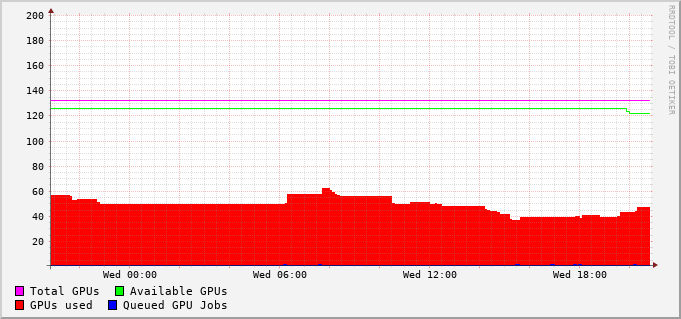 200
180
160
140
120
100
80
60
40
20
Wed 00:00 Wed 06:00 Wed 12:00 Wed 18:00
Total GPUs Available GPUs
GPUs used Queued GPU Jobs
RRDTOOL / TOBI OETIKER